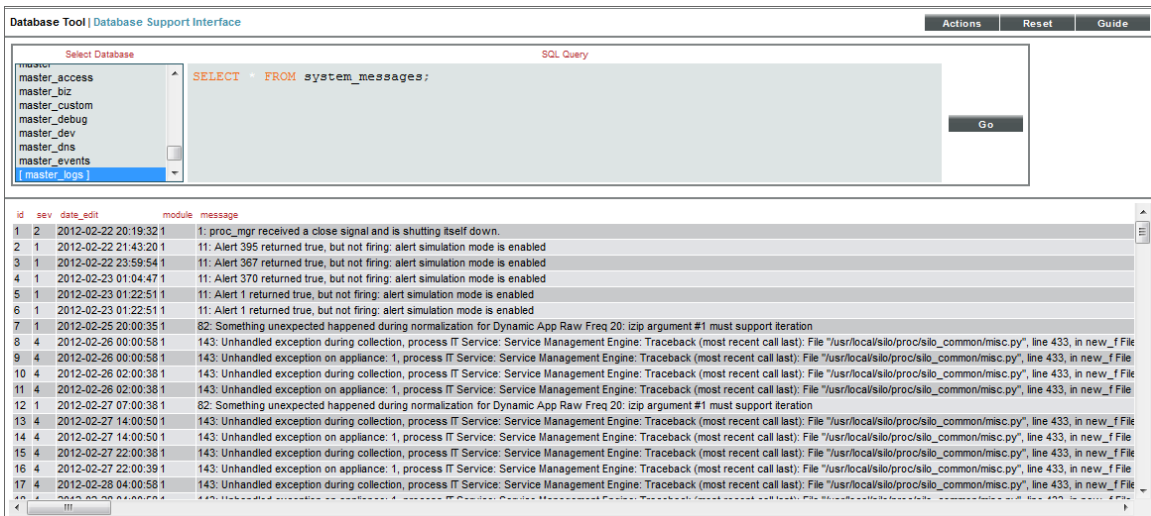 Database Tool | Database Support Interface
Actions
Reset
Guide
Select Database
SQL Query
master
master_access
master_biz
master_custom
master_debug
master_dev
master_dns
master_events
[ master_logs ]
SELECT * FROM system_messages;
Go
id sev date_edit module message
1 2 2012-02-22 20:19:32 1 1: proc_mgr received a close signal and is shutting itself down.
2 1 2012-02-22 21:43:20 1 11: Alert 395 returned true, but not firing: alert simulation mode is enabled
3 1 2012-02-22 23:59:54 1 11: Alert 367 returned true, but not firing: alert simulation mode is enabled
4 1 2012-02-23 01:04:47 1 11: Alert 370 returned true, but not firing: alert simulation mode is enabled
5 1 2012-02-23 01:22:51 1 11: Alert 1 returned true, but not firing: alert simulation mode is enabled
6 1 2012-02-23 01:22:51 1 11: Alert 1 returned true, but not firing: alert simulation mode is enabled
7 1 2012-02-25 20:00:35 1 82: Something unexpected happened during normalization for Dynamic App Raw Freq 20: izip argument #1 must support iteration
8 4 2012-02-26 00:00:58 1 143: Unhandled exception during collection, process IT Service: Service Management Engine: Traceback (most recent call last): File "/usr/local/silo/proc/silo_common/misc.py", line 433, in new_f File
9 4 2012-02-26 00:00:58 1 143: Unhandled exception on appliance: 1, process IT Service: Service Management Engine: Traceback (most recent call last): File "/usr/local/silo/proc/silo_common/misc.py", line 433, in new_f File
10 4 2012-02-26 02:00:38 1 143: Unhandled exception during collection, process IT Service: Service Management Engine: Traceback (most recent call last): File "/usr/local/silo/proc/silo_common/misc.py", line 433, in new_f File
11 4 2012-02-26 02:00:38 1 143: Unhandled exception on appliance: 1, process IT Service: Service Management Engine: Traceback (most recent call last): File "/usr/local/silo/proc/silo_common/misc.py", line 433, in new_f File
12 1 2012-02-27 07:00:38 1 82: Something unexpected happened during normalization for Dynamic App Raw Freq 20: izip argument #1 must support iteration
13 4 2012-02-27 14:00:50 1 143: Unhandled exception during collection, process IT Service: Service Management Engine: Traceback (most recent call last): File "/usr/local/silo/proc/silo_common/misc.py", line 433, in new_f File
14 4 2012-02-27 14:00:50 1 143: Unhandled exception on appliance: 1, process IT Service: Service Management Engine: Traceback (most recent call last): File "/usr/local/silo/proc/silo_common/misc.py", line 433, in new_f File
15 4 2012-02-27 22:00:38 1 143: Unhandled exception during collection, process IT Service: Service Management Engine: Traceback (most recent call last): File "/usr/local/silo/proc/silo_common/misc.py", line 433, in new_f File
16 4 2012-02-27 22:00:39 1 143: Unhandled exception on appliance: 1, process IT Service: Service Management Engine: Traceback (most recent call last): File "/usr/local/silo/proc/silo_common/misc.py", line 433, in new_f File
17 4 2012-02-28 04:00:58 1 143: Unhandled exception during collection, process IT Service: Service Management Engine: Traceback (most recent call last): File "/usr/local/silo/proc/silo_common/misc.py", line 433, in new_f File